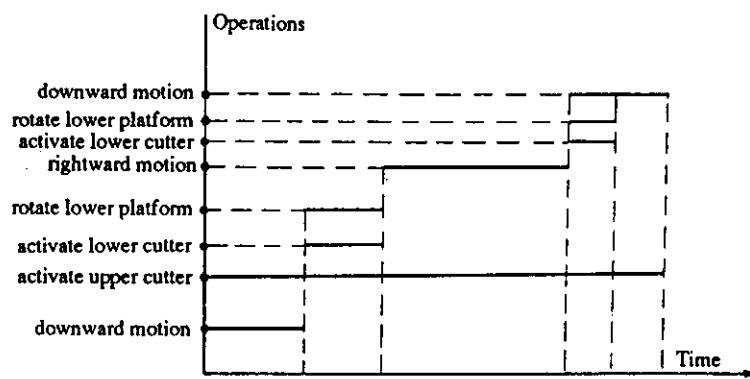 Operations
downward motion
rotate lower platform
activate lower cutter
rightward motion
rotate lower platform
activate lower cutter
activate upper cutter
downward motion
Time